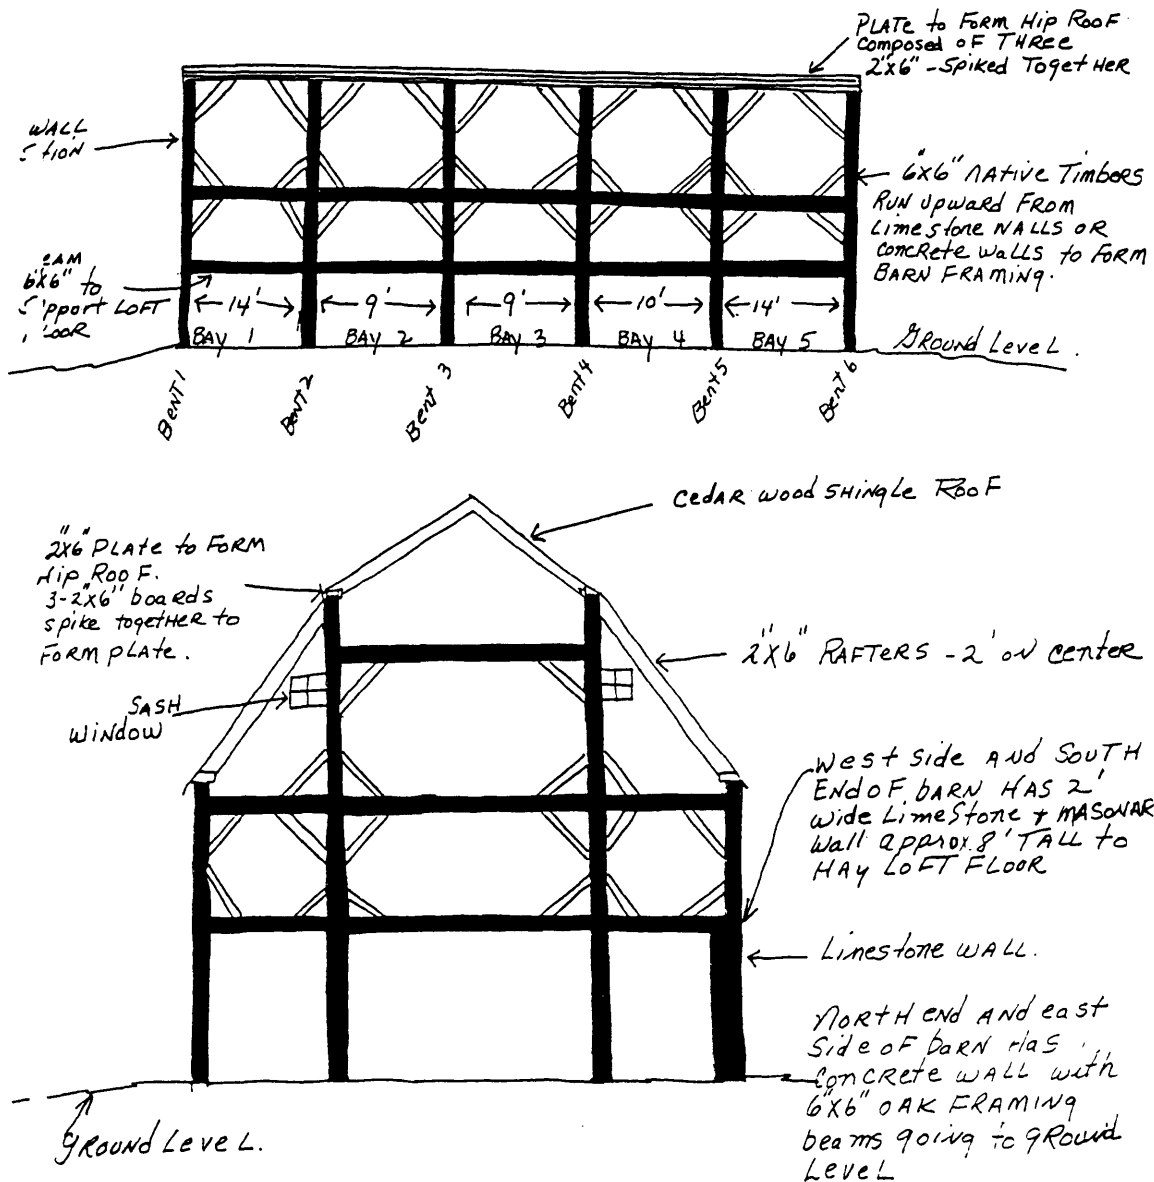 PLATE to FORM Hip ROOF
composed OF THREE
2"x6" - Spiked TogetHER
WALL
6"x6" NATIVE Timbers
RUN upward FROM
Limestone WALLS OR
concrete walls to FORM
BARN FRAMING.
6"x6" to
LOFT
14'
9'
9'
10'
14'
BAY 1
BAY 2
BAY 3
BAY 4
BAY 5
GROUND LeveL.
BENT 1
BeNT 2
Bent 3
Bent 4
Bent 5
Bent 6
CedAR wood SHINgLe ROOF
2"x6" PLAte to FORM
Hip ROOF.
3-2"x6" boards
spike togetHER to
FORM pLATE.
2"x6" RAFTERS - 2' oN center
SASH
WINDOW
West side AND SOUTH
END OF BARN HAS 2'
wide LimeStone & MASONAR
Wall approx. 8' TALL to
HAy LOFT FLOOR
Limestone WALL.
NORTH END AND east
Side OF bARN HAS
CONCRETE WALL with
6"x6" OAK FRAMING
beams going to gROUND
LeveL
gROUND LeveL.